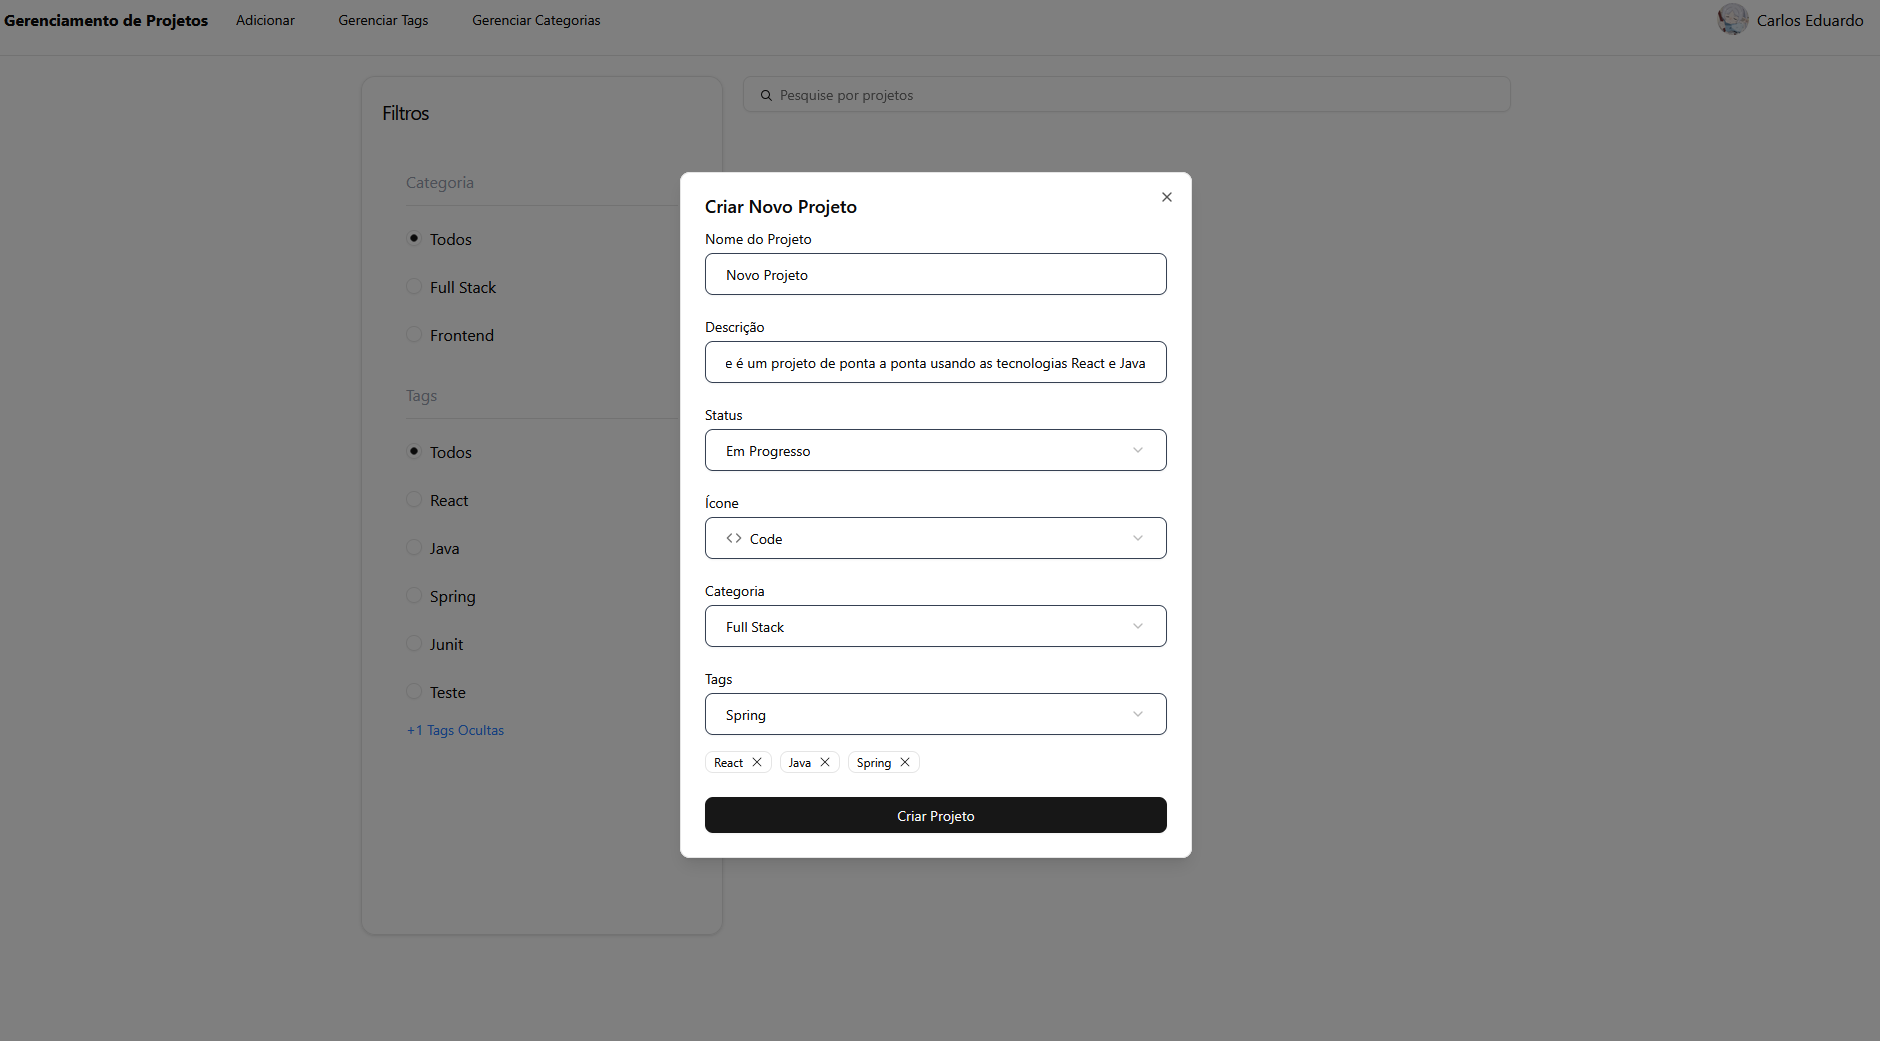 Gerenciamento de Projetos Adicionar Gerenciar Tags Gerenciar Categorias Carlos Eduardo
Filtros
Pesquise por projetos
Categoria
Todos
Full Stack
Frontend
Tags
Todos
React
Java
Spring
Junit
Teste
+1 Tags Ocultas
Criar Novo Projeto
Nome do Projeto
Novo Projeto
Descrição
e é um projeto de ponta a ponta usando as tecnologias React e Java
Status
Em Progresso
Ícone
Code
Categoria
Full Stack
Tags
Spring
React Java Spring
Criar Projeto